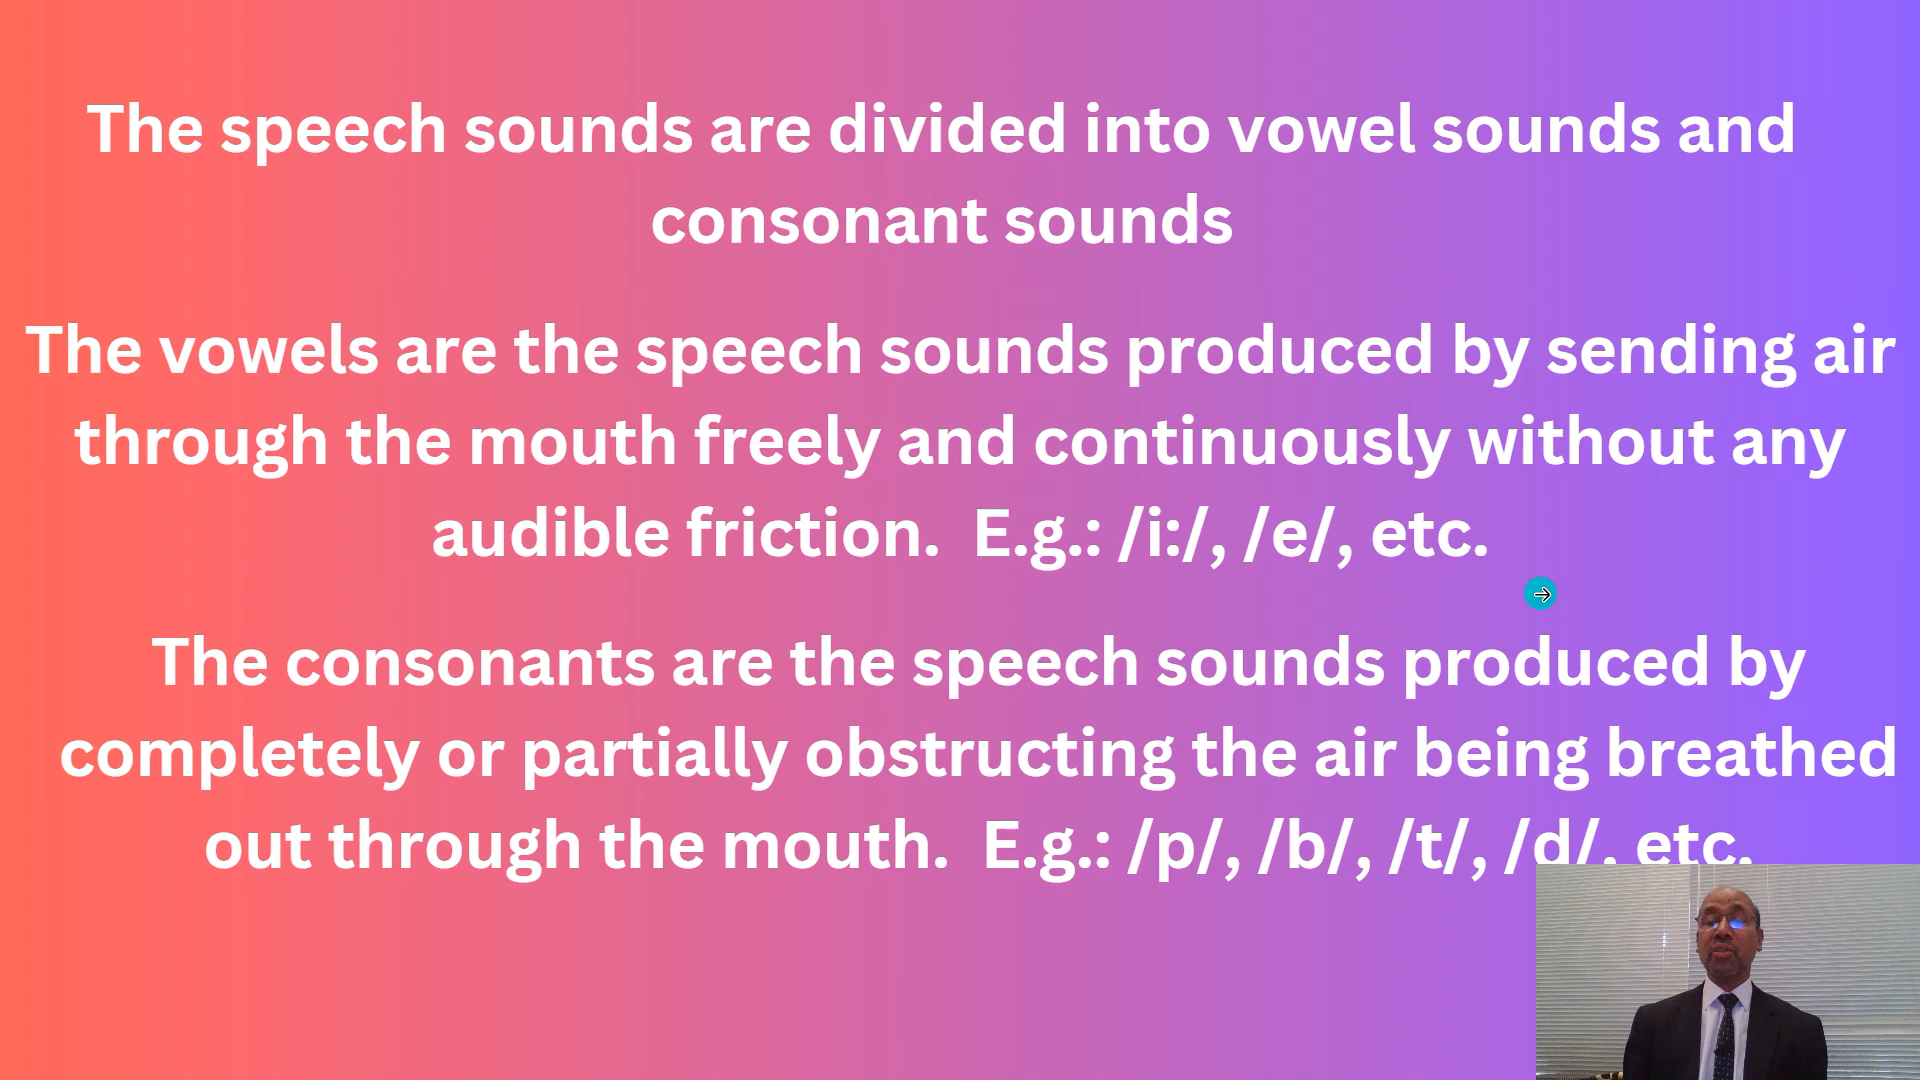 The speech sounds are divided into vowel sounds and
consonant sounds
The vowels are the speech sounds produced by sending air
through the mouth freely and continuously without any
audible friction.  E.g.: /i:/, /e/, etc.
The consonants are the speech sounds produced by
completely or partially obstructing the air being breathed
out through the mouth.  E.g.: /p/, /b/, /t/, /d/, etc.